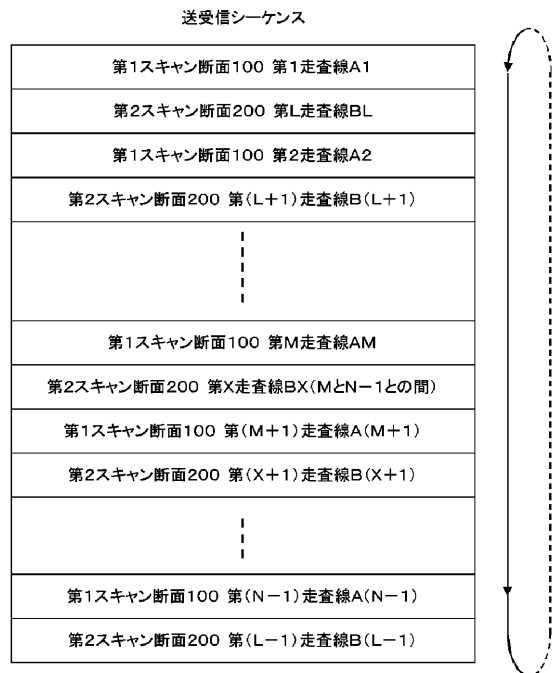 送受信シーケンス
第1スキャン断面100 第1走査線A1
第2スキャン断面200 第L走査線BL
第1スキャン断面100 第2走査線A2
第2スキャン断面200 第(L+1)走査線B(L+1)
第1スキャン断面100 第M走査線AM
第2スキャン断面200 第X走査線BX(MとN-1との間)
第1スキャン断面100 第(M+1)走査線A(M+1)
第2スキャン断面200 第(X+1)走査線B(X+1)
第1スキャン断面100 第(N-1)走査線A(N-1)
第2スキャン断面200 第(L-1)走査線B(L-1)